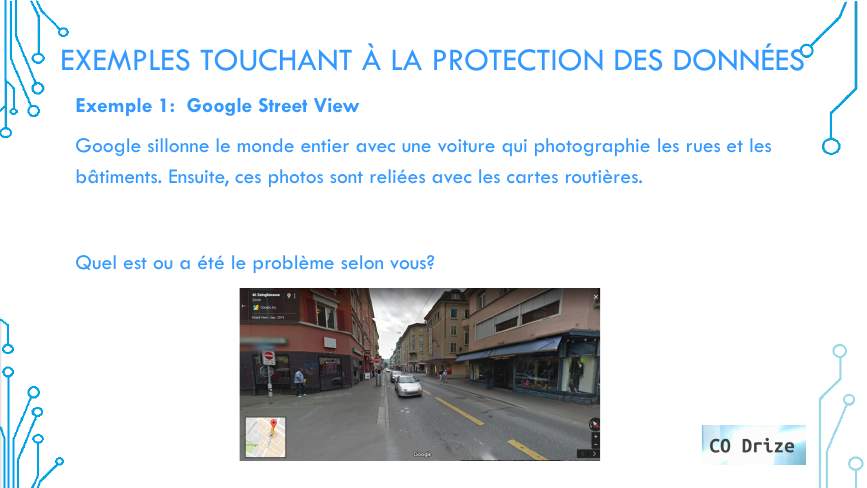 EXEMPLES TOUCHANT À LA PROTECTION DES DONNÉES
Exemple 1: Google Street View
Google sillonne le monde entier avec une voiture qui photographie les rues et les
bâtiments. Ensuite, ces photos sont reliées avec les cartes routières.
Quel est ou a été le problème selon vous?
Google
CO Drize